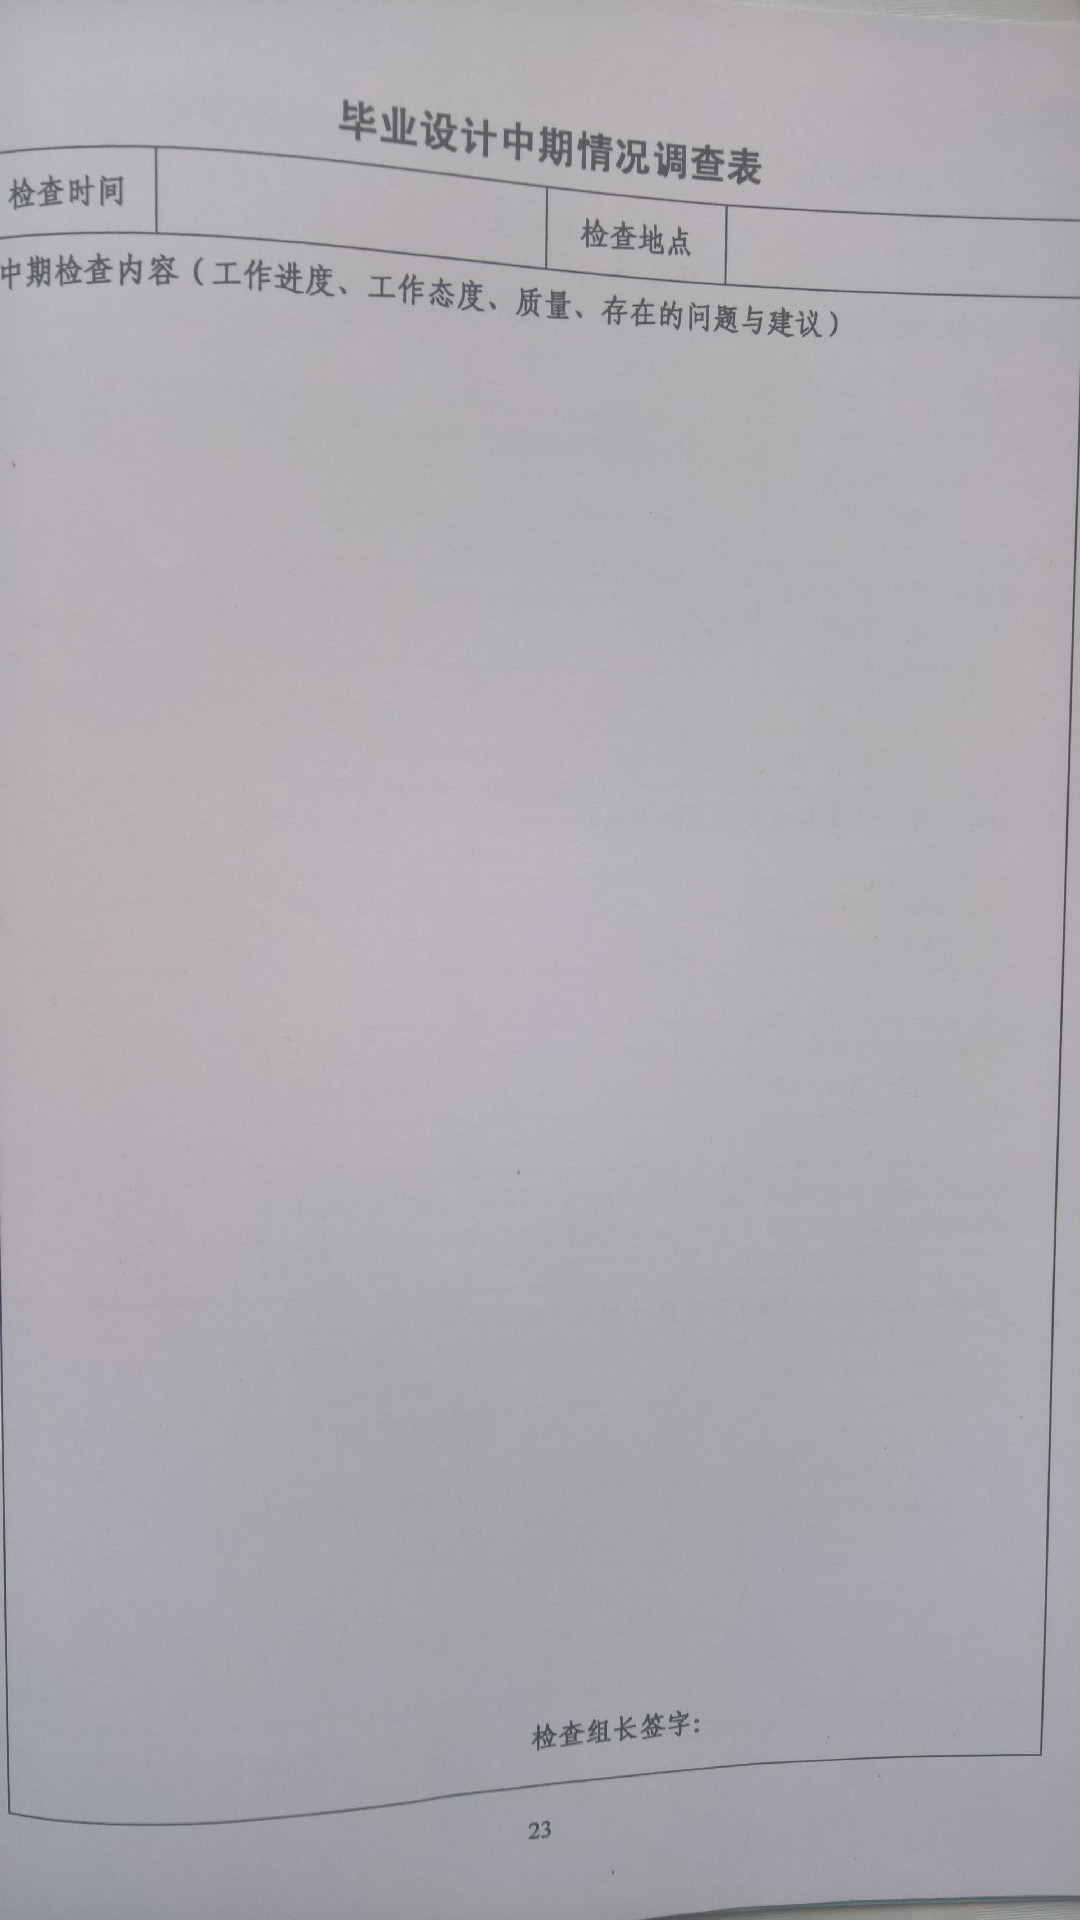 毕业设计中期情况调查表
检查时间 检查地点
中期检查内容（工作进度、工作态度、质量、存在的问题与建议）
检查组长签字：
23